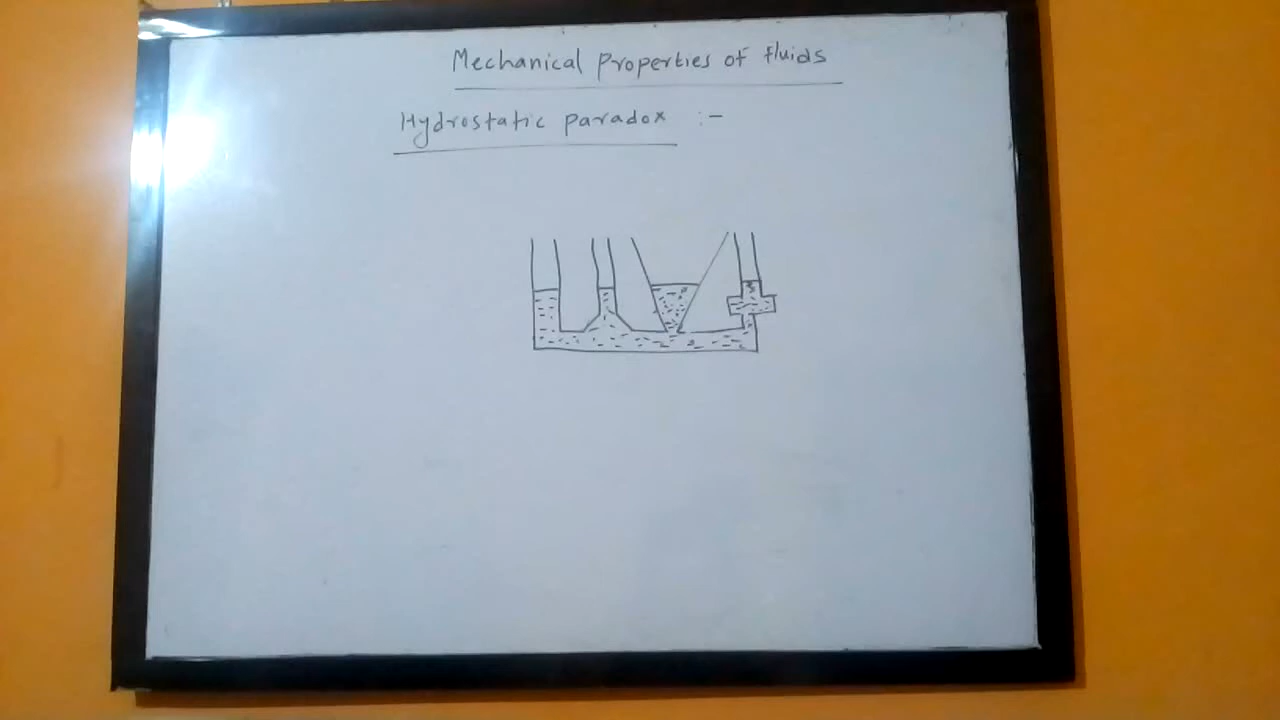 Mechanical properties of fluids
Hydrostatic paradox :-